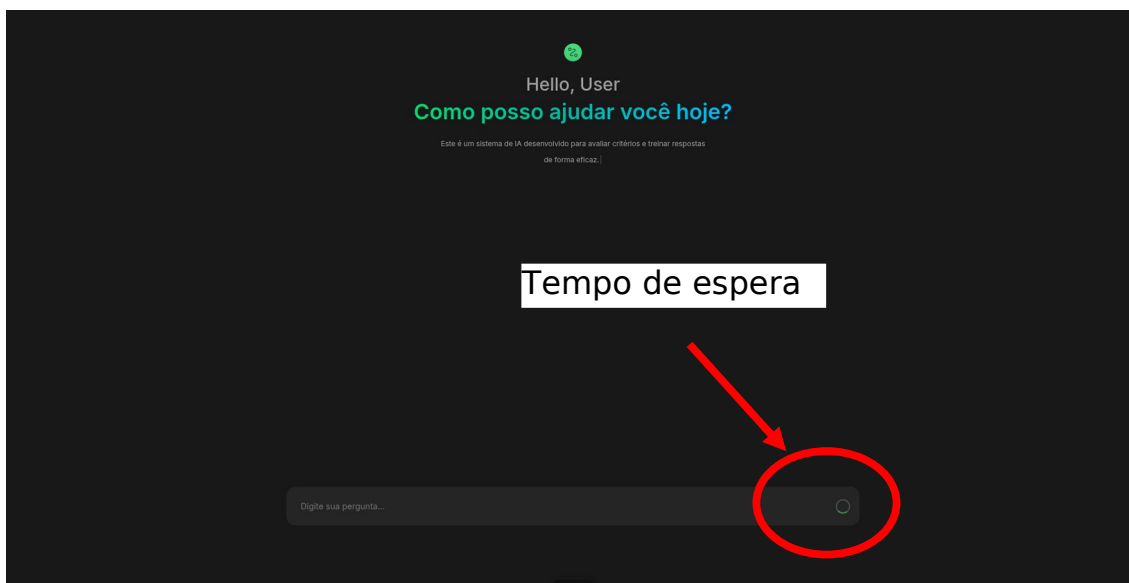 Hello, User
Como posso ajudar você hoje?
Este é um sistema de IA desenvolvido para avaliar critérios e treinar respostas
de forma eficaz.|
Tempo de espera
Digite sua pergunta...